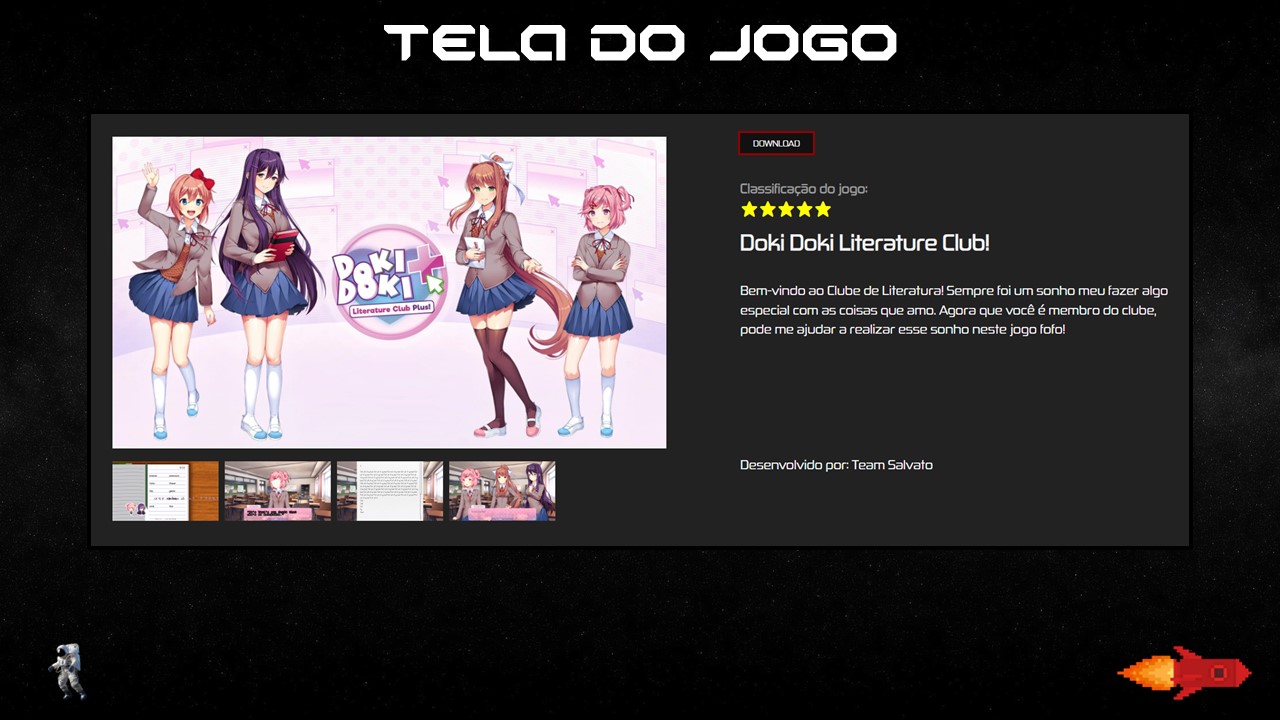 TELA DO JOGO
DOWNLOAD
Classificação do jogo:
Doki Doki Literature Club!
Bem-vindo ao Clube de Literatura! Sempre foi um sonho meu fazer algo
especial com as coisas que amo. Agora que você é membro do clube,
pode me ajudar a realizar esse sonho neste jogo fofo!
Desenvolvido por: Team Salvato
DOKI
DOKI
Literature Club Plus!